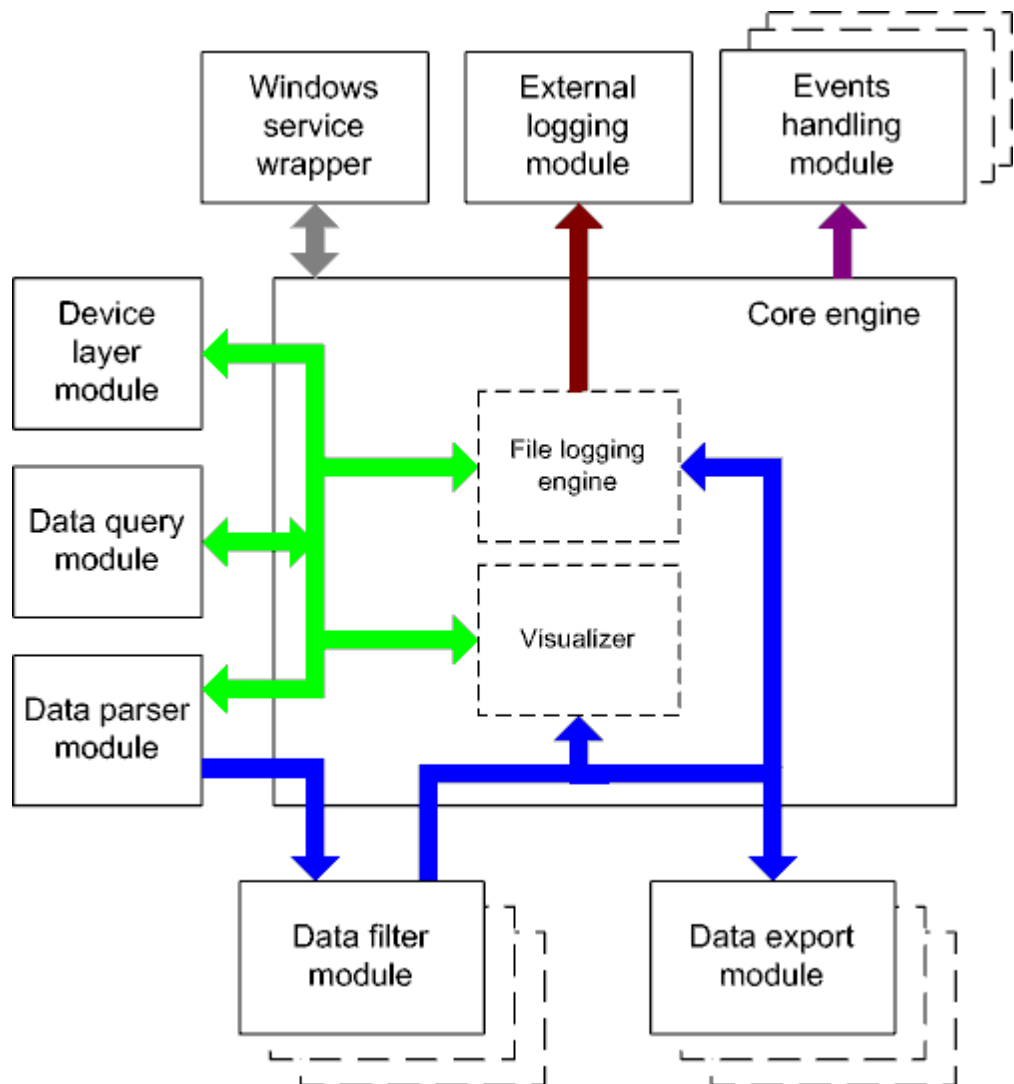 Windows
service
wrapper
External
logging
module
Events
handling
module
Device
layer
module
Core engine
File logging
engine
Data query
module
Visualizer
Data parser
module
Data filter
module
Data export
module